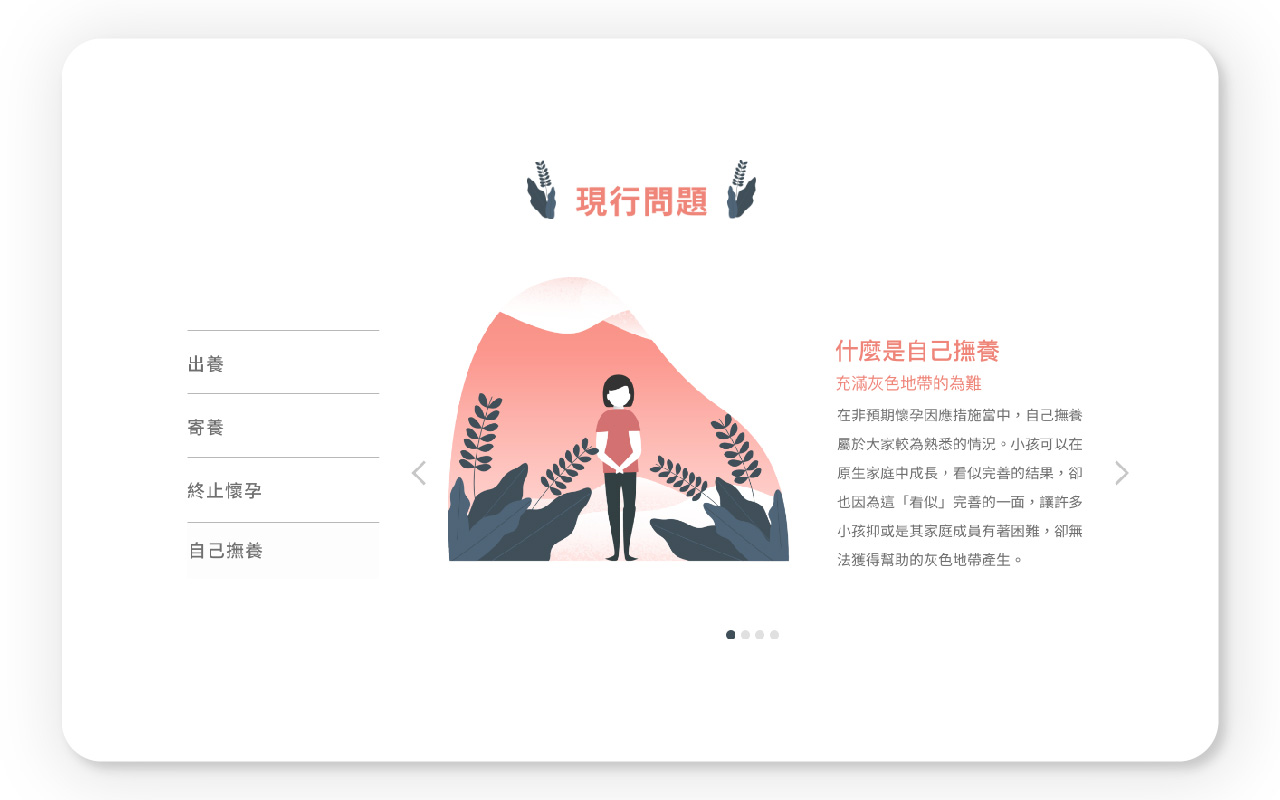 現行問題
出養
寄養
終止懷孕
自己撫養
什麼是自己撫養
充滿灰色地帶的為難
在非預期懷孕因應措施當中，自己撫養
屬於大家較為熟悉的情況。小孩可以在
原生家庭中成長，看似完善的結果，卻
也因為這「看似」完善的一面，讓許多
小孩抑或是其家庭成員有著困難，卻無
法獲得幫助的灰色地帶產生。